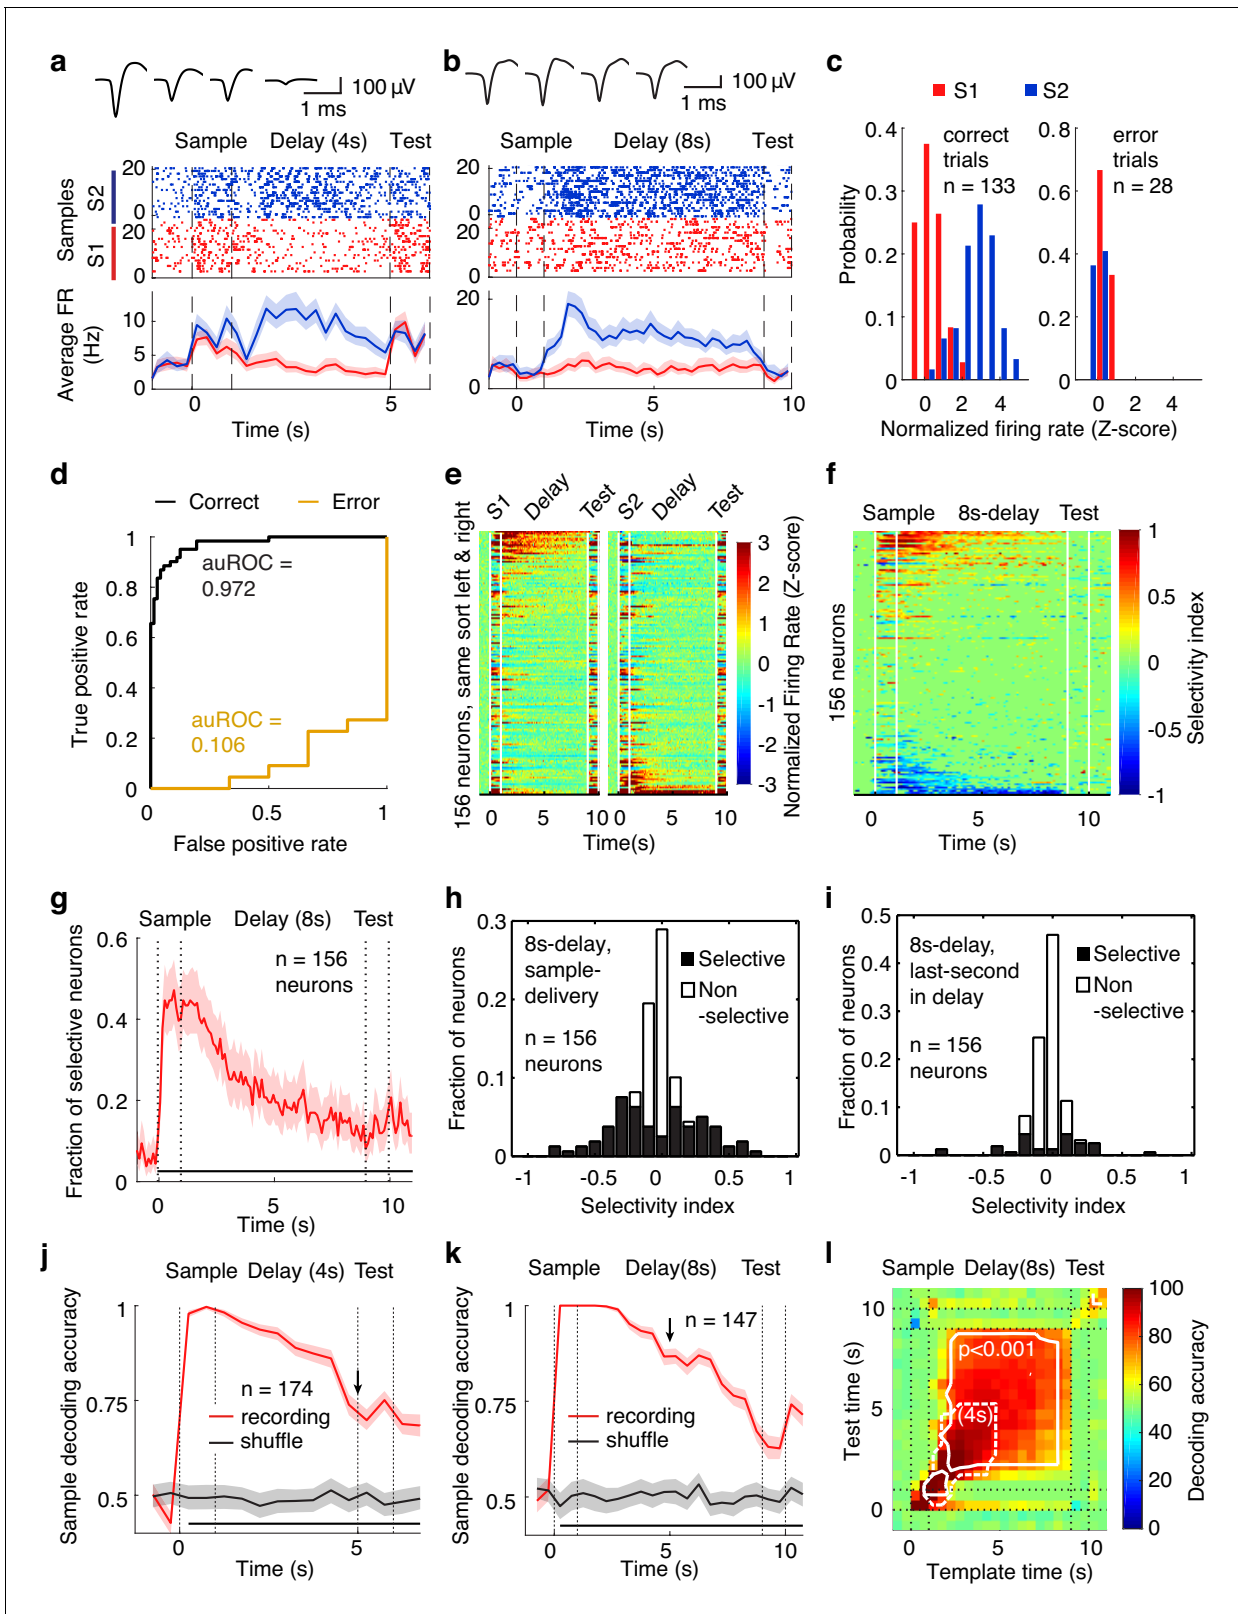 a
100 µV
1 ms
Sample Delay (4s) Test
Samples
S2
S1
20
0
20
0
Average FR
(Hz)
10
5
0
0 5
Time (s)
b
100 µV
1 ms
Sample Delay (8s) Test
20
0
20
0
20
0
0 5 10
Time (s)
c
S1 S2
Probability
0.4
0.3
0.2
0.1
0
correct
trials
n = 133
0 2 4
0.8
0.6
0.4
0.2
0
error
trials
n = 28
0 2 4
Normalized firing rate (Z-score)
d
Correct Error
True positive rate
1
0.8
0.6
0.4
0.2
0
auROC =
0.972
auROC =
0.106
0 0.5 1
False positive rate
e
S1 Delay Test S2 Delay Test
156 neurons, same sort left & right
0 5 10 0 5 10
Time(s)
3
2
1
0
-1
-2
-3
Normalized Firing Rate (Z-score)
f
Sample 8s-delay Test
156 neurons
0 5 10
Time (s)
1
0.5
0
-0.5
-1
Selectivity index
g
Sample Delay (8s) Test
Fraction of selective neurons
0.6
0.4
0.2
0
n = 156
neurons
0 5 10
Time (s)
h
Fraction of neurons
0.3
0.2
0.1
0
8s-delay,
sample-
delivery
n = 156
neurons
Selective
Non
-selective
-1 -0.5 0 0.5 1
Selectivity index
i
Fraction of neurons
0.5
0.4
0.3
0.2
0.1
0
8s-delay,
last-second
in delay
n = 156
neurons
Selective
Non
-selective
-1 -0.5 0 0.5 1
Selectivity index
j
Sample Delay (4s) Test
Sample decoding accuracy
1
0.75
0.5
n = 174
recording
shuffle
0 5
Time (s)
k
Sample Delay(8s) Test
Sample decoding accuracy
1
0.75
0.5
n = 147
recording
shuffle
0 5 10
Time (s)
l
Sample Delay(8s) Test
Test time (s)
10
5
0
p<0.001
(4s)
0 5 10
Template time (s)
100
80
60
40
20
0
Decoding accuracy